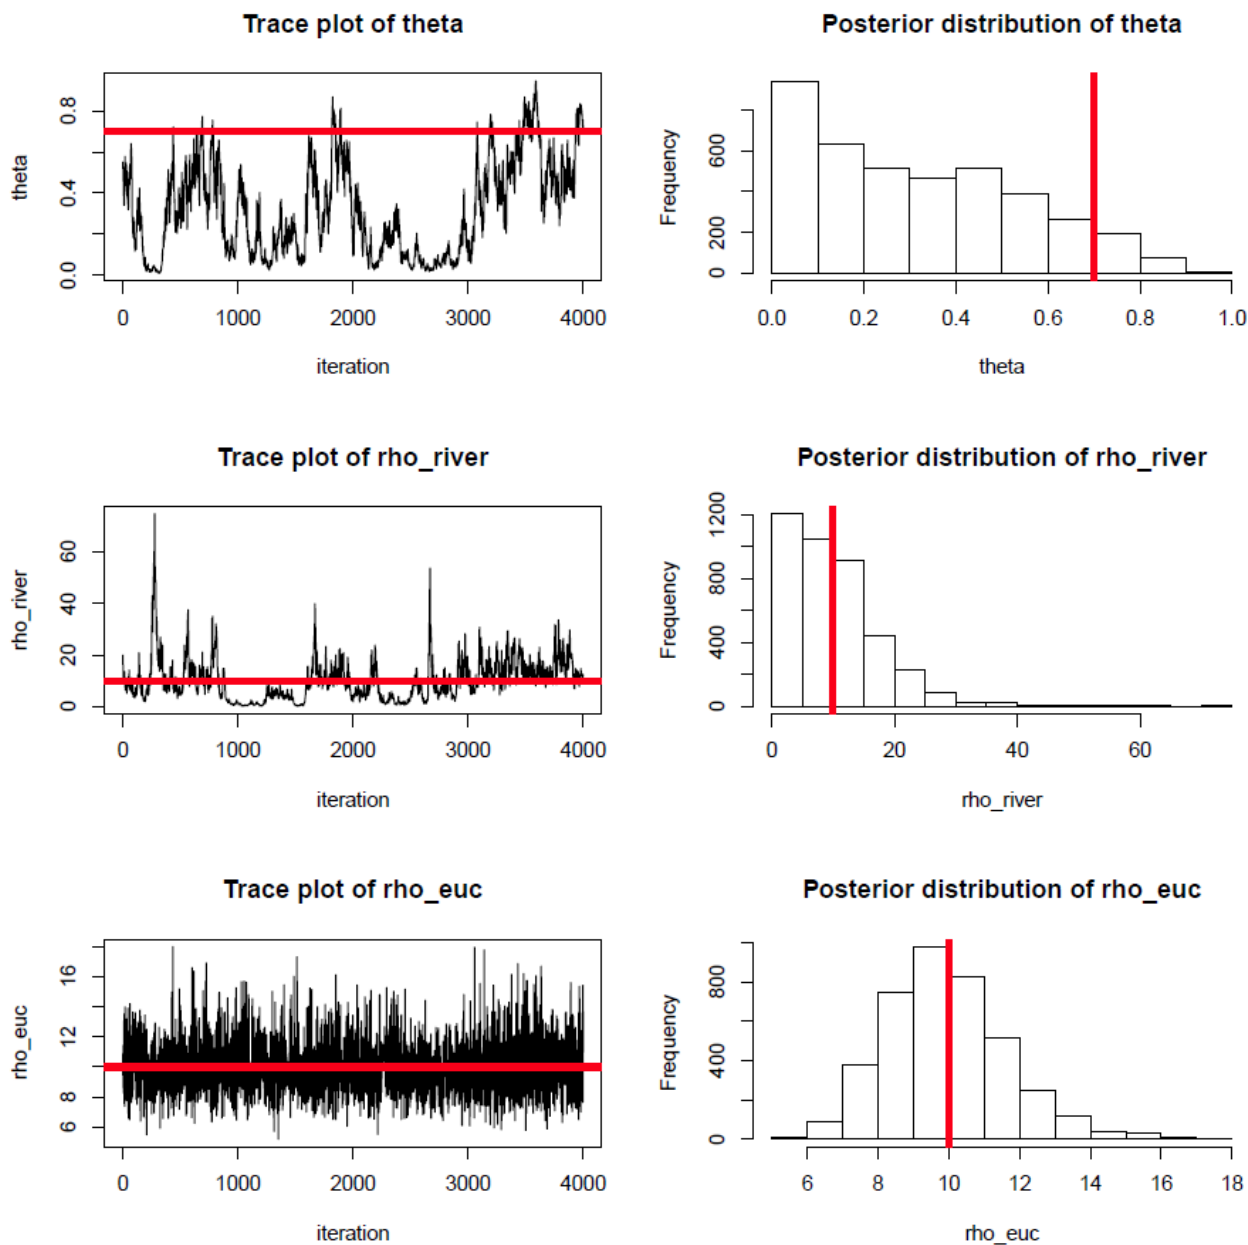 Trace plot of theta
theta
0.0 0.4 0.8
0 1000 2000 3000 4000
iteration
Posterior distribution of theta
Frequency
0 200 600
0.0 0.2 0.4 0.6 0.8 1.0
theta
Trace plot of rho_river
rho_river
0 20 40 60
0 1000 2000 3000 4000
iteration
Posterior distribution of rho_river
Frequency
0 400 800 1200
0 20 40 60
rho_river
Trace plot of rho_euc
rho_euc
6 8 12 16
0 1000 2000 3000 4000
iteration
Posterior distribution of rho_euc
Frequency
0 400 800
6 8 10 12 14 16 18
rho_euc